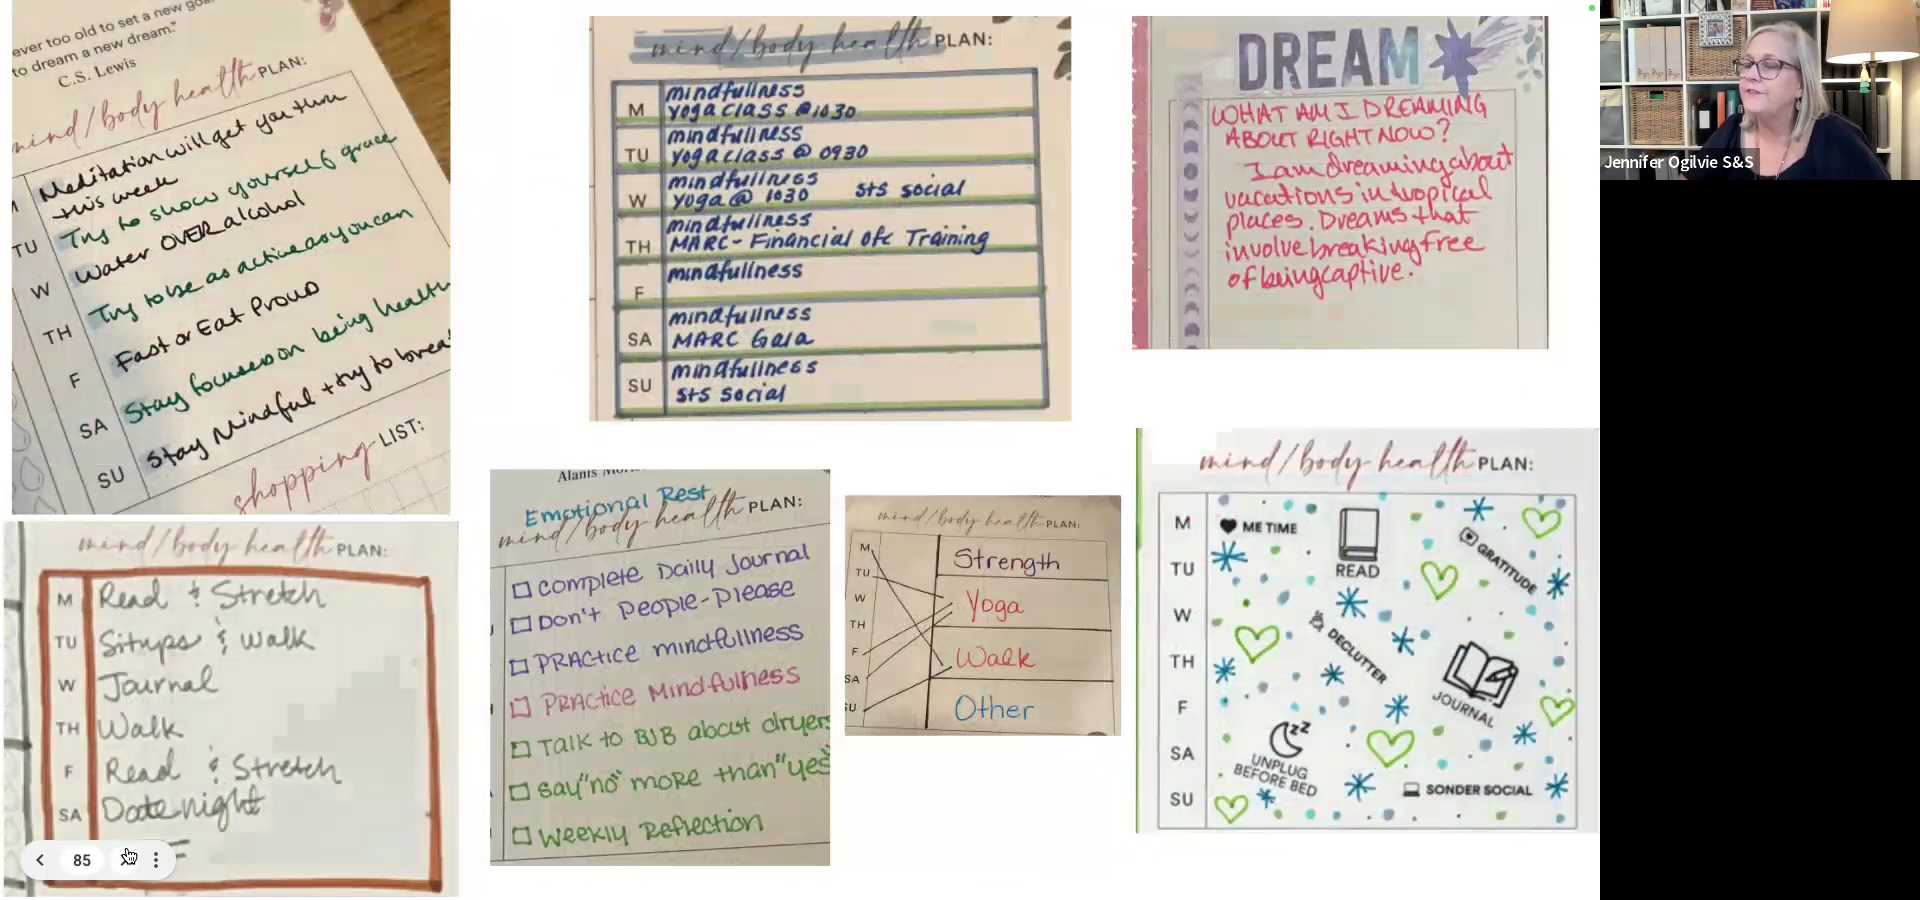 ever too old to set a new goal
to dream a new dream."
C.S. Lewis
mind/body health PLAN:
Meditation will get you thru
this week
TU Try to show yourself grace
W Water OVER alcohol
TH Try to be as active as you can
F Fast or Eat Proud
SA Stay focused on being health
SU Stay Mindful + try to
shopping LIST:
mind/body health PLAN:
M mindfullness
yoga class @ 1030
TU mindfullness
yoga class @ 0930
W mindfullness
yoga @ 1030 sts social
TH mindfullness
MARC- Financial Ofc Training
F mindfullness
SA mindfullness
MARC Gala
SU mindfullness
sts social
DREAM
WHAT AM I DREAMING
ABOUT RIGHT NOW?
I am dreaming about
vacations in tropical
places. Dreams that
involve breaking free
of being captive.
Jennifer Ogilvie S&S
mind/body health PLAN:
M Read & Stretch
TU Situps & Walk
W Journal
TH Walk
F Read & Stretch
SA Date night
85
Alanis
Emotional Rest
mind/body health PLAN:
Complete Daily Journal
Don't People-Please
PRActice mindfullness
PRActice Mindfulness
Talk to BJB about dryers
say "no" more than "yes"
Weekly Reflection
mind/body health PLAN:
M
TU
W
TH
F
SA
SU
Strength
Yoga
Walk
Other
mind/body health PLAN:
M
TU
W
TH
F
SA
SU
ME TIME
READ
GRATITUDE
DECLUTTER
JOURNAL
UNPLUG
BEFORE BED
SONDER SOCIAL